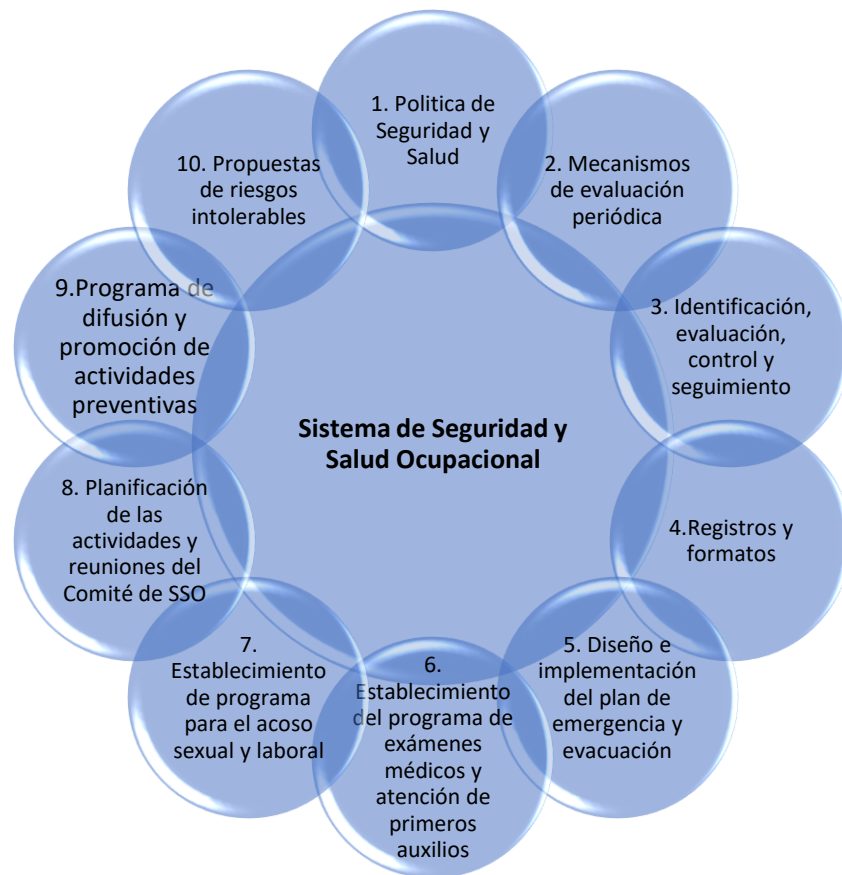 1. Politica de
Seguridad y
Salud
2. Mecanismos
de evaluación
periódica
3. Identificación,
evaluación,
control y
seguimiento
4.Registros y
formatos
5. Diseño e
implementación
del plan de
emergencia y
evacuación
6.
Establecimiento
del programa de
exámenes
médicos y
atención de
primeros
auxilios
7.
Establecimiento
de programa
para el acoso
sexual y laboral
8. Planificación
de las
actividades y
reuniones del
Comité de SSO
9.Programa de
difusión y
promoción de
actividades
preventivas
10. Propuestas
de riesgos
intolerables
Sistema de Seguridad y
Salud Ocupacional